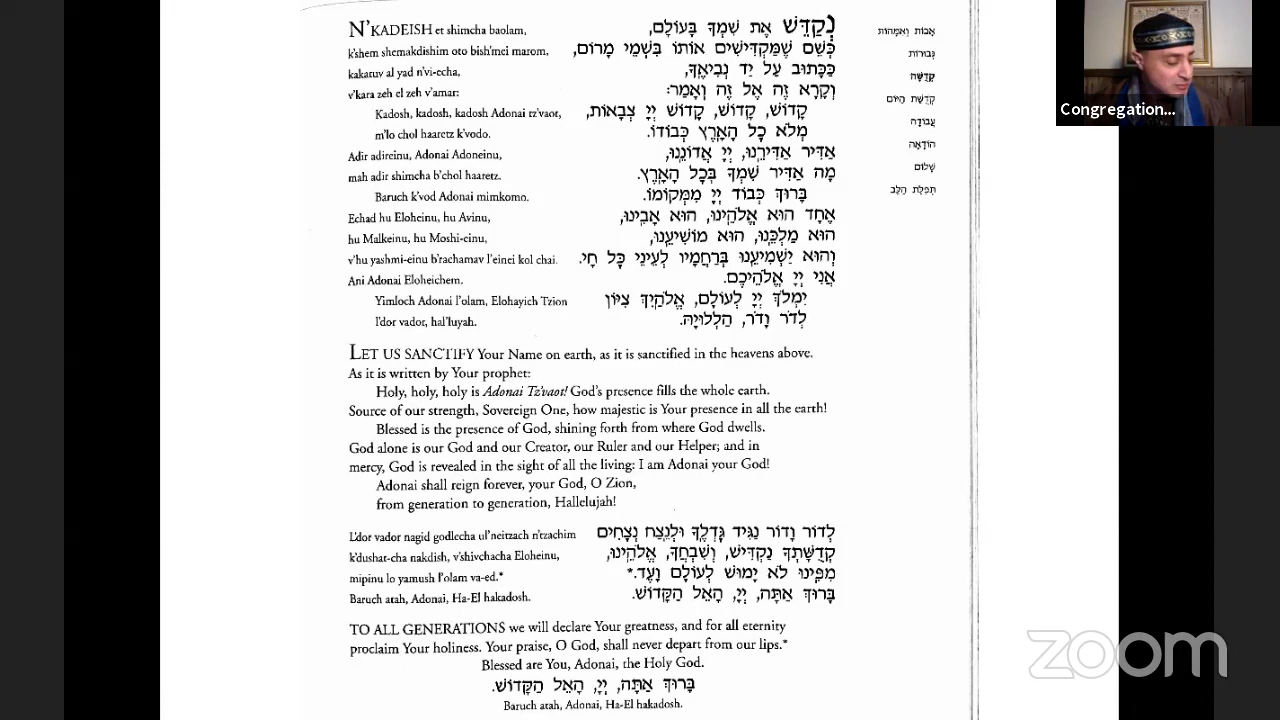 נְקַדֵּשׁ אֶת שִׁמְךָ בָּעוֹלָם,
כְּשֵׁם שֶׁמַּקְדִּישִׁים אוֹתוֹ בִּשְׁמֵי מָרוֹם,
כַּכָּתוּב עַל יַד נְבִיאֶךָ,
וְקָרָא זֶה אֶל זֶה וְאָמַר:
קָדוֹשׁ, קָדוֹשׁ, קָדוֹשׁ יְיָ צְבָאוֹת,
מְלֹא כָל הָאָרֶץ כְּבוֹדוֹ.
אַדִּיר אַדִּירֵנוּ, יְיָ אֲדוֹנֵנוּ,
מָה אַדִּיר שִׁמְךָ בְּכָל הָאָרֶץ.
בָּרוּךְ כְּבוֹד יְיָ מִמְּקוֹמוֹ.
אֶחָד הוּא אֱלֹהֵינוּ, הוּא אָבִינוּ,
הוּא מַלְכֵּנוּ, הוּא מוֹשִׁיעֵנוּ,
וְהוּא יַשְׁמִיעֵנוּ בְּרַחֲמָיו לְעֵינֵי כָּל חָי.
אֲנִי יְיָ אֱלֹהֵיכֶם.
יִמְלֹךְ יְיָ לְעוֹלָם, אֱלֹהַיִךְ צִיּוֹן
לְדֹר וָדֹר, הַלְלוּיָהּ.
N'KADEISH et shimcha baolam,
k'shem shemakdishim oto bish'mei marom,
kakatuv al yad n'vi-echa,
v'kara zeh el zeh v'amar:
Kadosh, kadosh, kadosh Adonai tz'vaot,
m'lo chol haaretz k'vodo.
Adir adireinu, Adonai Adoneinu,
mah adir shimcha b'chol haaretz.
Baruch k'vod Adonai mimkomo.
Echad hu Eloheinu, hu Avinu,
hu Malkeinu, hu Moshi-einu,
v'hu yashmi-einu b'rachamav l'einei kol chai.
Ani Adonai Eloheichem.
Yimloch Adonai l'olam, Elohayich Tzion
l'dor vador, hal'luyah.
LET US SANCTIFY Your Name on earth, as it is sanctified in the heavens above.
As it is written by Your prophet:
Holy, holy, holy is Adonai Tz'vaot! God's presence fills the whole earth.
Source of our strength, Sovereign One, how majestic is Your presence in all the earth!
Blessed is the presence of God, shining forth from where God dwells.
God alone is our God and our Creator, our Ruler and our Helper; and in
mercy, God is revealed in the sight of all the living: I am Adonai your God!
Adonai shall reign forever, your God, O Zion,
from generation to generation, Hallelujah!
לְדוֹר וָדוֹר נַגִּיד גָּדְלֶךָ וּלְנֵצַח נְצָחִים
קְדֻשָּׁתְךָ נַקְדִּישׁ, וְשִׁבְחֲךָ, אֱלֹהֵינוּ,
מִפִּינוּ לֹא יָמוּשׁ לְעוֹלָם וָעֶד.*
בָּרוּךְ אַתָּה, יְיָ, הָאֵל הַקָּדוֹשׁ.
L'dor vador nagid godlecha ul'neitzach n'tzachim
k'dushat-cha nakdish, v'shivchacha Eloheinu,
mipinu lo yamush l'olam va-ed.*
Baruch atah, Adonai, Ha-El hakadosh.
TO ALL GENERATIONS we will declare Your greatness, and for all eternity
proclaim Your holiness. Your praise, O God, shall never depart from our lips.*
Blessed are You, Adonai, the Holy God.
בָּרוּךְ אַתָּה, יְיָ, הָאֵל הַקָּדוֹשׁ.
Baruch atah, Adonai, Ha-El hakadosh.
אָבוֹת וְאִמָּהוֹת
גְּבוּרוֹת
קְדֻשָּׁה
קְדֻשַּׁת הַיּוֹם
עֲבוֹדָה
הוֹדָאָה
שָׁלוֹם
תְּפִלַּת הַלֵּב
Congregation...
zoom